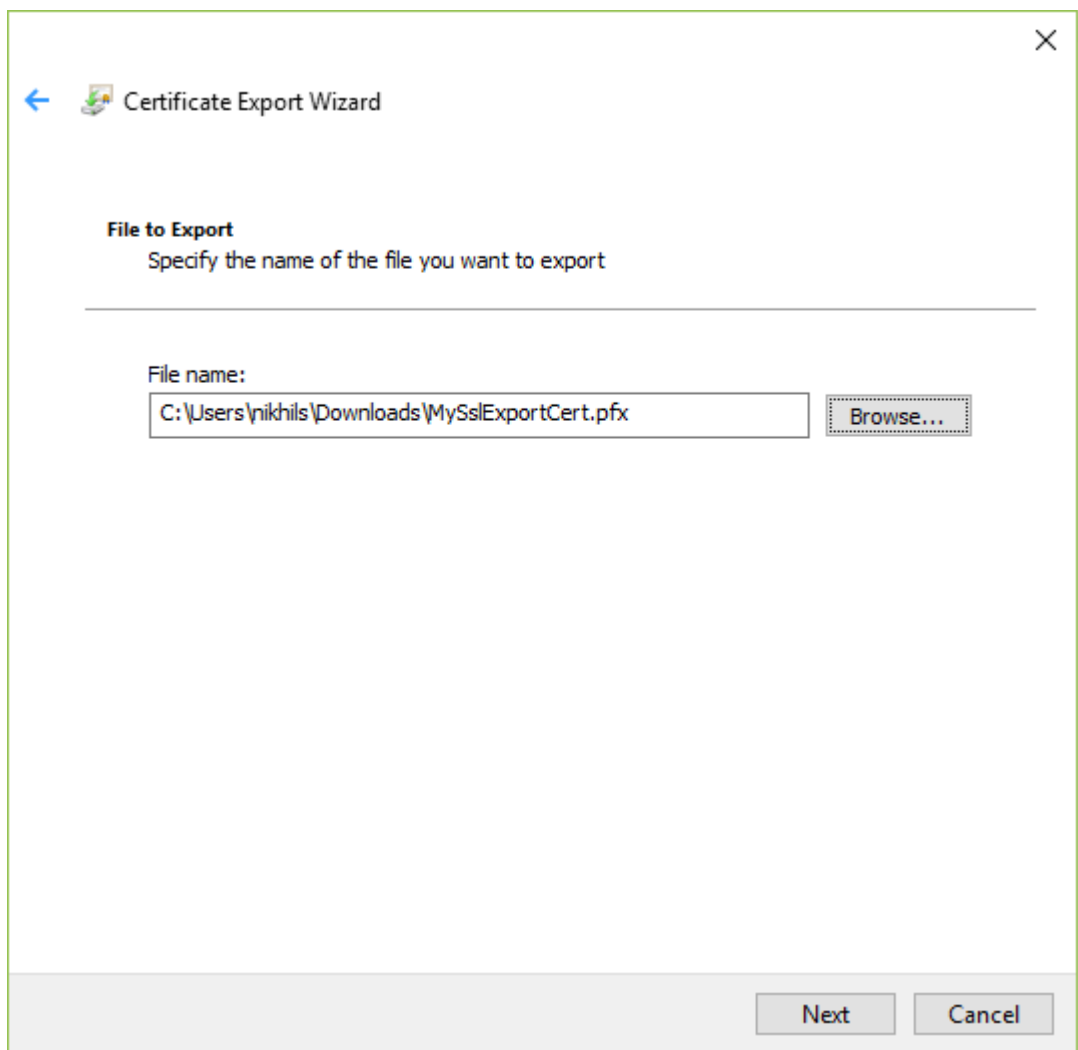 Certificate Export Wizard
File to Export
Specify the name of the file you want to export
File name:
C:\Users\nikhils\Downloads\MySslExportCert.pfx
Browse...
Next
Cancel